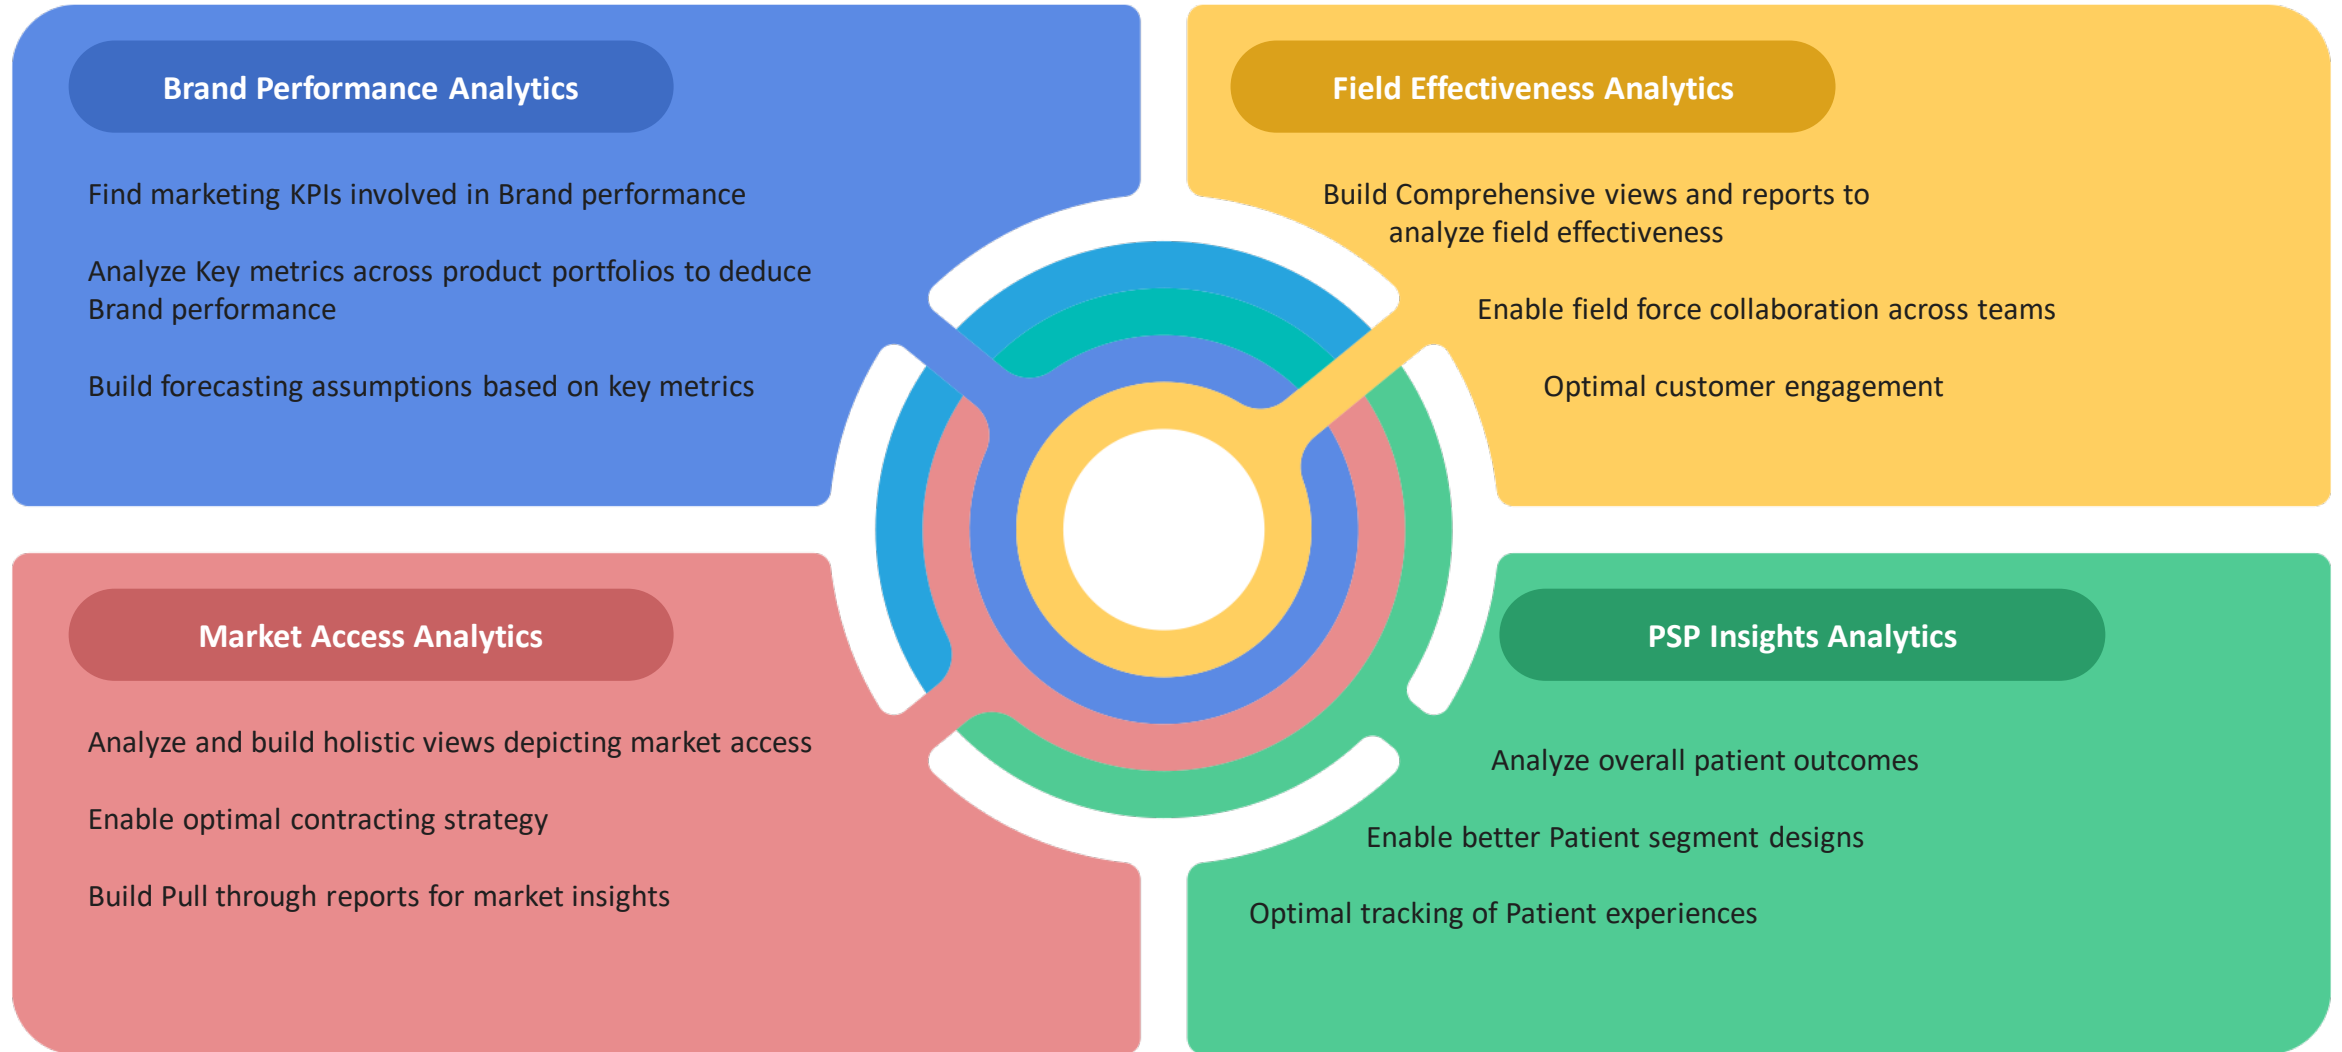 Brand Performance Analytics
Find marketing KPIs involved in Brand performance
Analyze Key metrics across product portfolios to deduce
Brand performance
Build forecasting assumptions based on key metrics
Field Effectiveness Analytics
Build Comprehensive views and reports to
analyze field effectiveness
Enable field force collaboration across teams
Optimal customer engagement
Market Access Analytics
Analyze and build holistic views depicting market access
Enable optimal contracting strategy
Build Pull through reports for market insights
PSP Insights Analytics
Analyze overall patient outcomes
Enable better Patient segment designs
Optimal tracking of Patient experiences